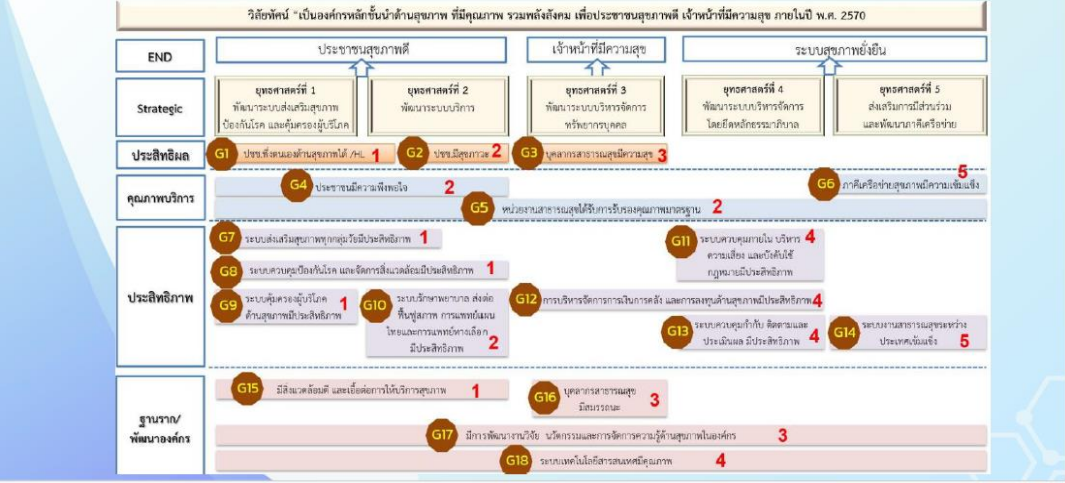 วิสัยทัศน์ "เป็นองค์กรหลักชั้นนำด้านสุขภาพ ที่มีคุณภาพ รวมพลังสังคม เพื่อประชาชนสุขภาพดี เจ้าหน้าที่มีความสุข ภายในปี พ.ศ. 2570
END
ประชาชนสุขภาพดี
เจ้าหน้าที่มีความสุข
ระบบสุขภาพยั่งยืน
Strategic
ยุทธศาสตร์ที่ 1
พัฒนาระบบส่งเสริมสุขภาพ
ป้องกันโรค และคุ้มครองผู้บริโภค
ยุทธศาสตร์ที่ 2
พัฒนาระบบบริการ
ยุทธศาสตร์ที่ 3
พัฒนาระบบบริหารจัดการ
ทรัพยากรบุคคล
ยุทธศาสตร์ที่ 4
พัฒนาระบบบริหารจัดการ
โดยยึดหลักธรรมาภิบาล
ยุทธศาสตร์ที่ 5
ส่งเสริมการมีส่วนร่วม
และพัฒนาภาคีเครือข่าย
ประสิทธิผล
G1 ปชช.พึ่งตนเองด้านสุขภาพได้ /HL 1
G2 ปชช.มีสุขภาวะ 2
G3 บุคลากรสาธารณสุขมีความสุข 3
คุณภาพบริการ
G4 ประชาชนมีความพึงพอใจ 2
G6 ภาคีเครือข่ายสุขภาพมีความเข้มแข็ง 5
G5 หน่วยงานสาธารณสุขได้รับการรับรองคุณภาพมาตรฐาน 2
ประสิทธิภาพ
G7 ระบบส่งเสริมสุขภาพทุกกลุ่มวัยมีประสิทธิภาพ 1
G11 ระบบควบคุมภายใน บริหาร 4
ความเสี่ยง และบังคับใช้
กฎหมายมีประสิทธิภาพ
G8 ระบบควบคุมป้องกันโรค และจัดการสิ่งแวดล้อมมีประสิทธิภาพ 1
G9 ระบบคุ้มครองผู้บริโภค
ด้านสุขภาพมีประสิทธิภาพ 1
G10 ระบบรักษาพยาบาล ส่งต่อ
ฟื้นฟูสภาพ การแพทย์แผน
ไทยและการแพทย์ทางเลือก
มีประสิทธิภาพ 2
G12 การบริหารจัดการการเงินการคลัง และการลงทุนด้านสุขภาพมีประสิทธิภาพ 4
G13 ระบบควบคุมกำกับ ติดตามและ
ประเมินผล มีประสิทธิภาพ 4
G14 ระบบงานสาธารณสุขระหว่าง
ประเทศเข้มแข็ง 5
ฐานราก/
พัฒนาองค์กร
G15 มีสิ่งแวดล้อมดี และเอื้อต่อการให้บริการสุขภาพ 1
G16 บุคลากรสาธารณสุข
มีสมรรถนะ 3
G17 มีการพัฒนางานวิจัย นวัตกรรมและการจัดการความรู้ด้านสุขภาพในองค์กร 3
G18 ระบบเทคโนโลยีสารสนเทศมีคุณภาพ 4